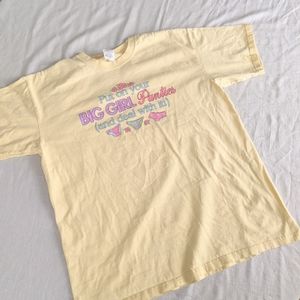 Put on your
BIG GIRL Panties
(and deal with it)